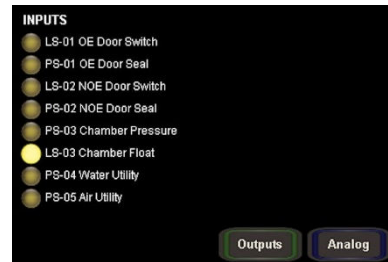 INPUTS
LS-01 OE Door Switch
PS-01 OE Door Seal
LS-02 NOE Door Switch
PS-02 NOE Door Seal
PS-03 Chamber Pressure
LS-03 Chamber Float
PS-04 Water Utility
PS-05 Air Utility
Outputs Analog